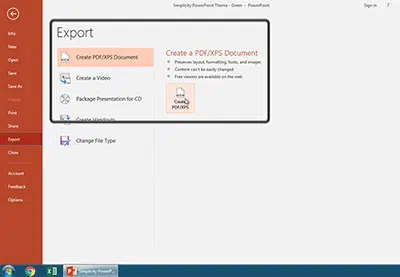 Simplicity PowerPoint Theme - Green - PowerPoint
Sign in
?
Info
New
Open
Save
Save As
History
Print
Share
Export
Close
Account
Feedback
Options
Export
Create PDF/XPS Document
Create a Video
Package Presentation for CD
Create Handouts
Change File Type
Create a PDF/XPS Document
Preserves layout, formatting, fonts, and images
Content can't be easily changed
Free viewers are available on the web
Create
PDF/XPS
Simplicity PowerP...